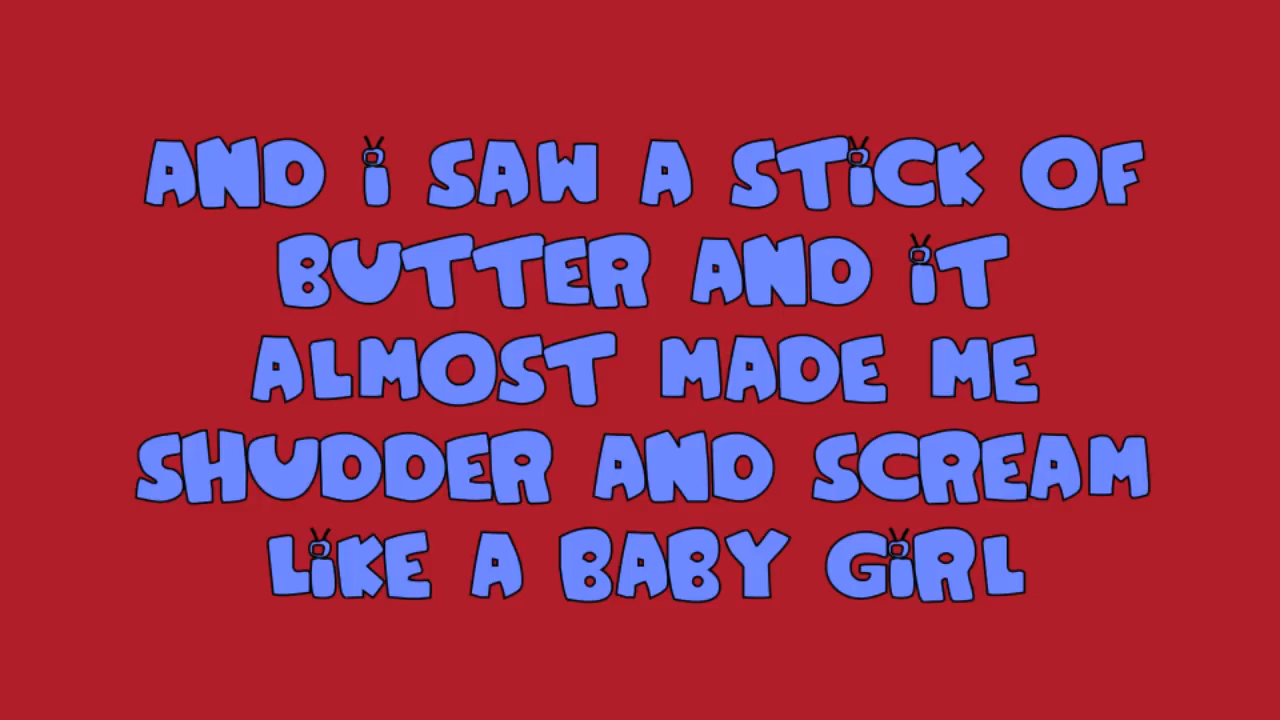 AND i SAW A STiCK OF
BUTTER AND iT
ALMOST MADE ME
SHUDDER AND SCREAM
LiKE A BABY GiRL